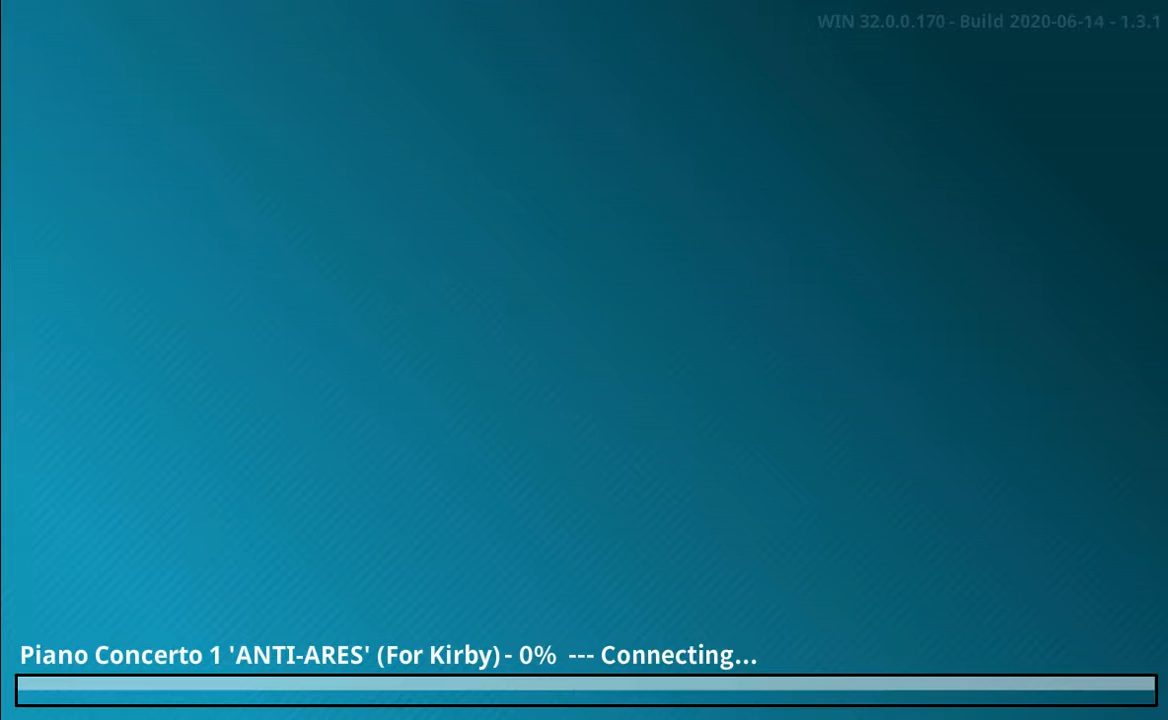 WIN 32.0.0.170 - Build 2020-06-14 - 1.3.1
Piano Concerto 1 'ANTI-ARES' (For Kirby) - 0% --- Connecting...